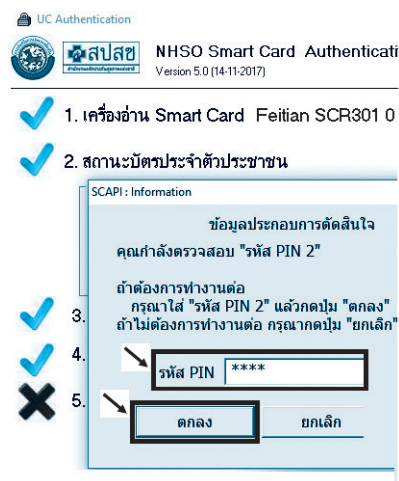 UC Authentication
สปสช
NHSO Smart Card Authenticati
Version 5.0 (14-11-2017)
1. เครื่องอ่าน Smart Card Feitian SCR301 0
2. สถานะบัตรประจำตัวประชาชน
SCAPI : Information
ข้อมูลประกอบการตัดสินใจ
คุณกำลังตรวจสอบ "รหัส PIN 2"
ถ้าต้องการทำงานต่อ
กรุณาใส่ "รหัส PIN 2" แล้วกดปุ่ม "ตกลง"
ถ้าไม่ต้องการทำงานต่อ กรุณากดปุ่ม "ยกเลิก"
3.
4.
รหัส PIN ****
5.
ตกลง ยกเลิก